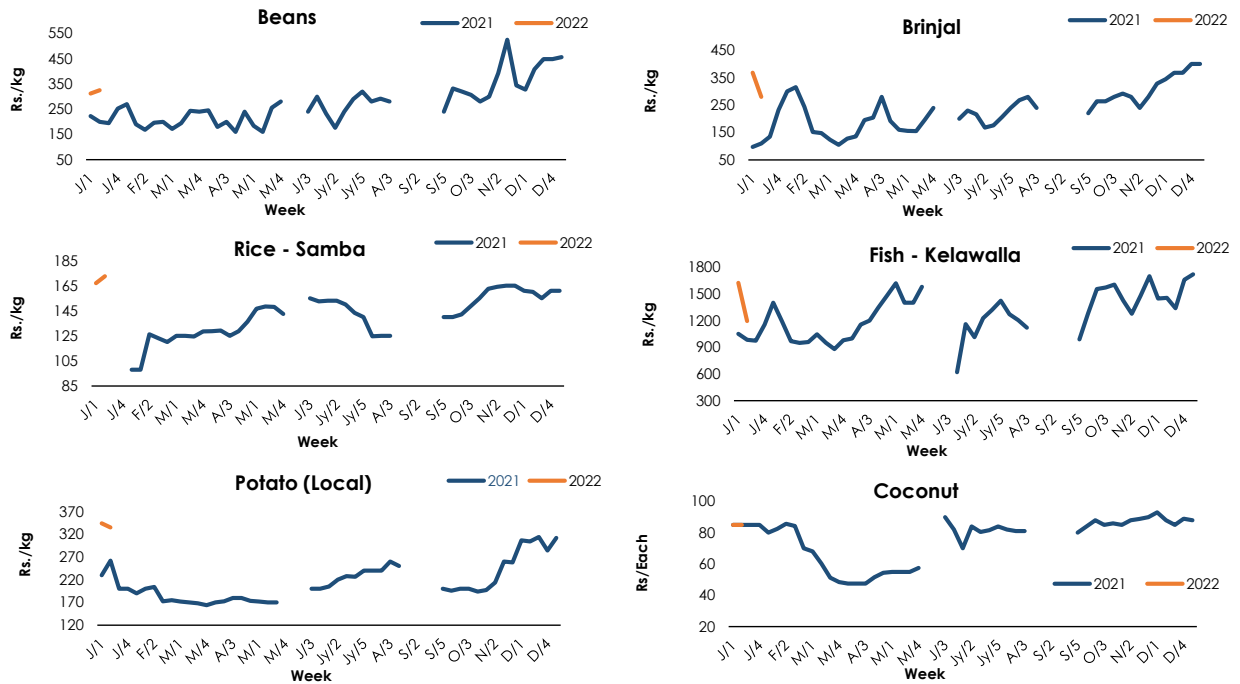 Beans
2021 2022
Rs./kg
550
450
350
250
150
50
J/1 J/4 F/2 M/1 M/4 A/3 M/1 M/4 J/3 Jy/2 Jy/5 A/3 S/2 S/5 O/3 N/2 D/1 D/4
Week
Brinjal
2021 2022
Rs./kg
450
350
250
150
50
J/1 J/4 F/2 M/1 M/4 A/3 M/1 M/4 J/3 Jy/2 Jy/5 A/3 S/2 S/5 O/3 N/2 D/1 D/4
Week
Rice - Samba
2021 2022
Rs./kg
185
165
145
125
105
85
J/1 J/4 F/2 M/1 M/4 A/3 M/1 M/4 J/3 Jy/2 Jy/5 A/3 S/2 S/5 O/3 N/2 D/1 D/4
Week
Fish - Kelawalla
2021 2022
Rs./kg
1800
1500
1200
900
600
300
J/1 J/4 F/2 M/1 M/4 A/3 M/1 M/4 J/3 Jy/2 Jy/5 A/3 S/2 S/5 O/3 N/2 D/1 D/4
Week
Potato (Local)
2021 2022
Rs./kg
370
320
270
220
170
120
J/1 J/4 F/2 M/1 M/4 A/3 M/1 M/4 J/3 Jy/2 Jy/5 A/3 S/2 S/5 O/3 N/2 D/1 D/4
Week
Coconut
Rs/Each
100
80
60
40
20
2021 2022
J/1 J/4 F/2 M/1 M/4 A/3 M/1 M/4 J/3 Jy/2 Jy/5 A/3 S/2 S/5 O/3 N/2 D/1 D/4
Week